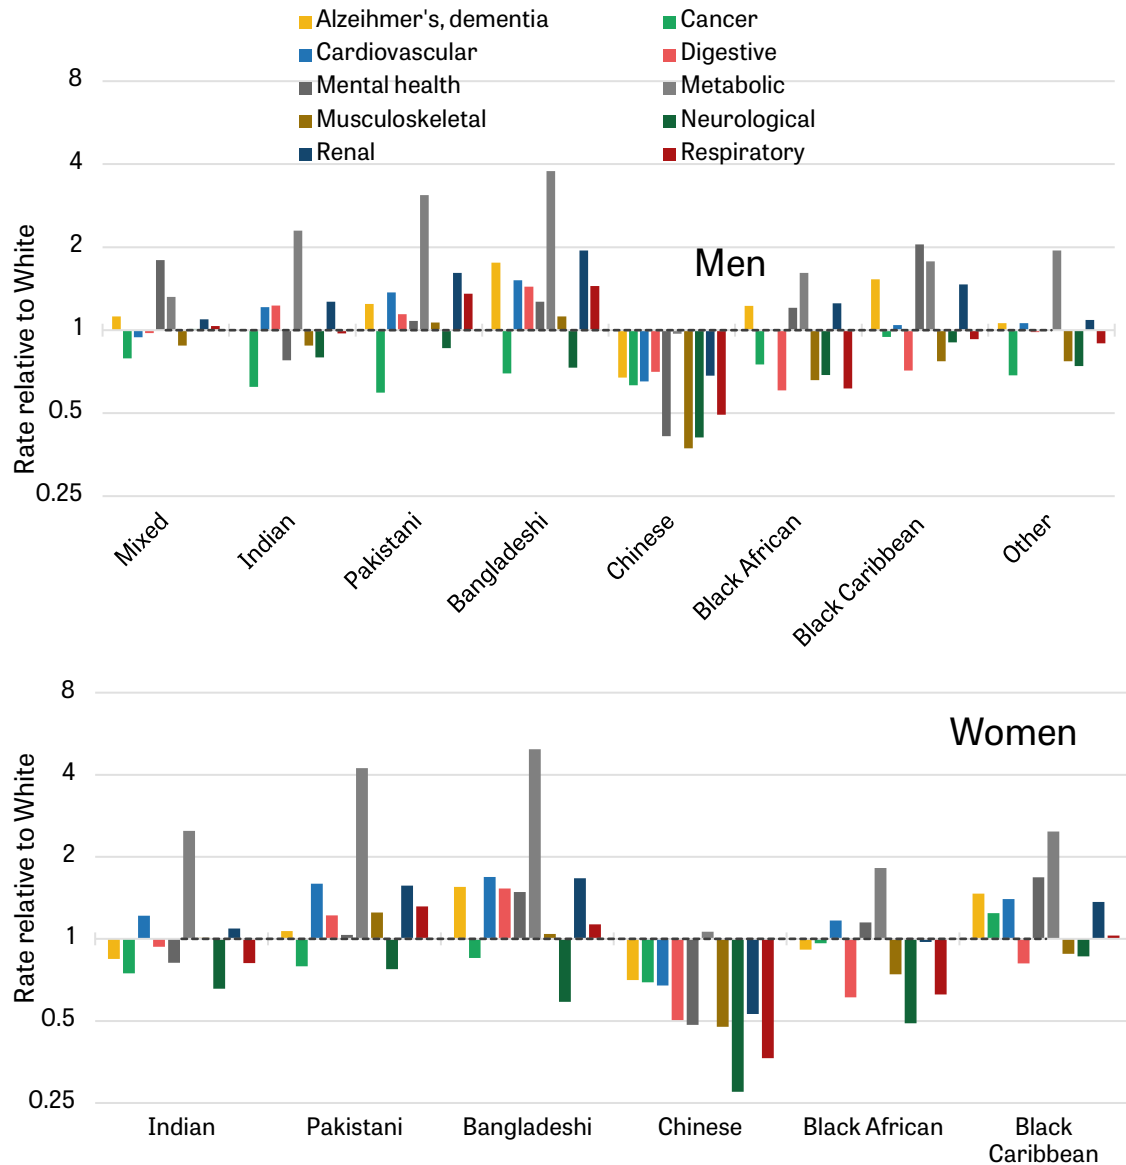 Alzeihmer's, dementia
Cancer
Cardiovascular
Digestive
Mental health
Metabolic
Musculoskeletal
Neurological
Renal
Respiratory
Rate relative to White
8
4
2
1
0.5
0.25
Men
Mixed
Indian
Pakistani
Bangladeshi
Chinese
Black African
Black Caribbean
Other
Rate relative to White
8
4
2
1
0.5
0.25
Women
Indian
Pakistani
Bangladeshi
Chinese
Black African
Black
Caribbean